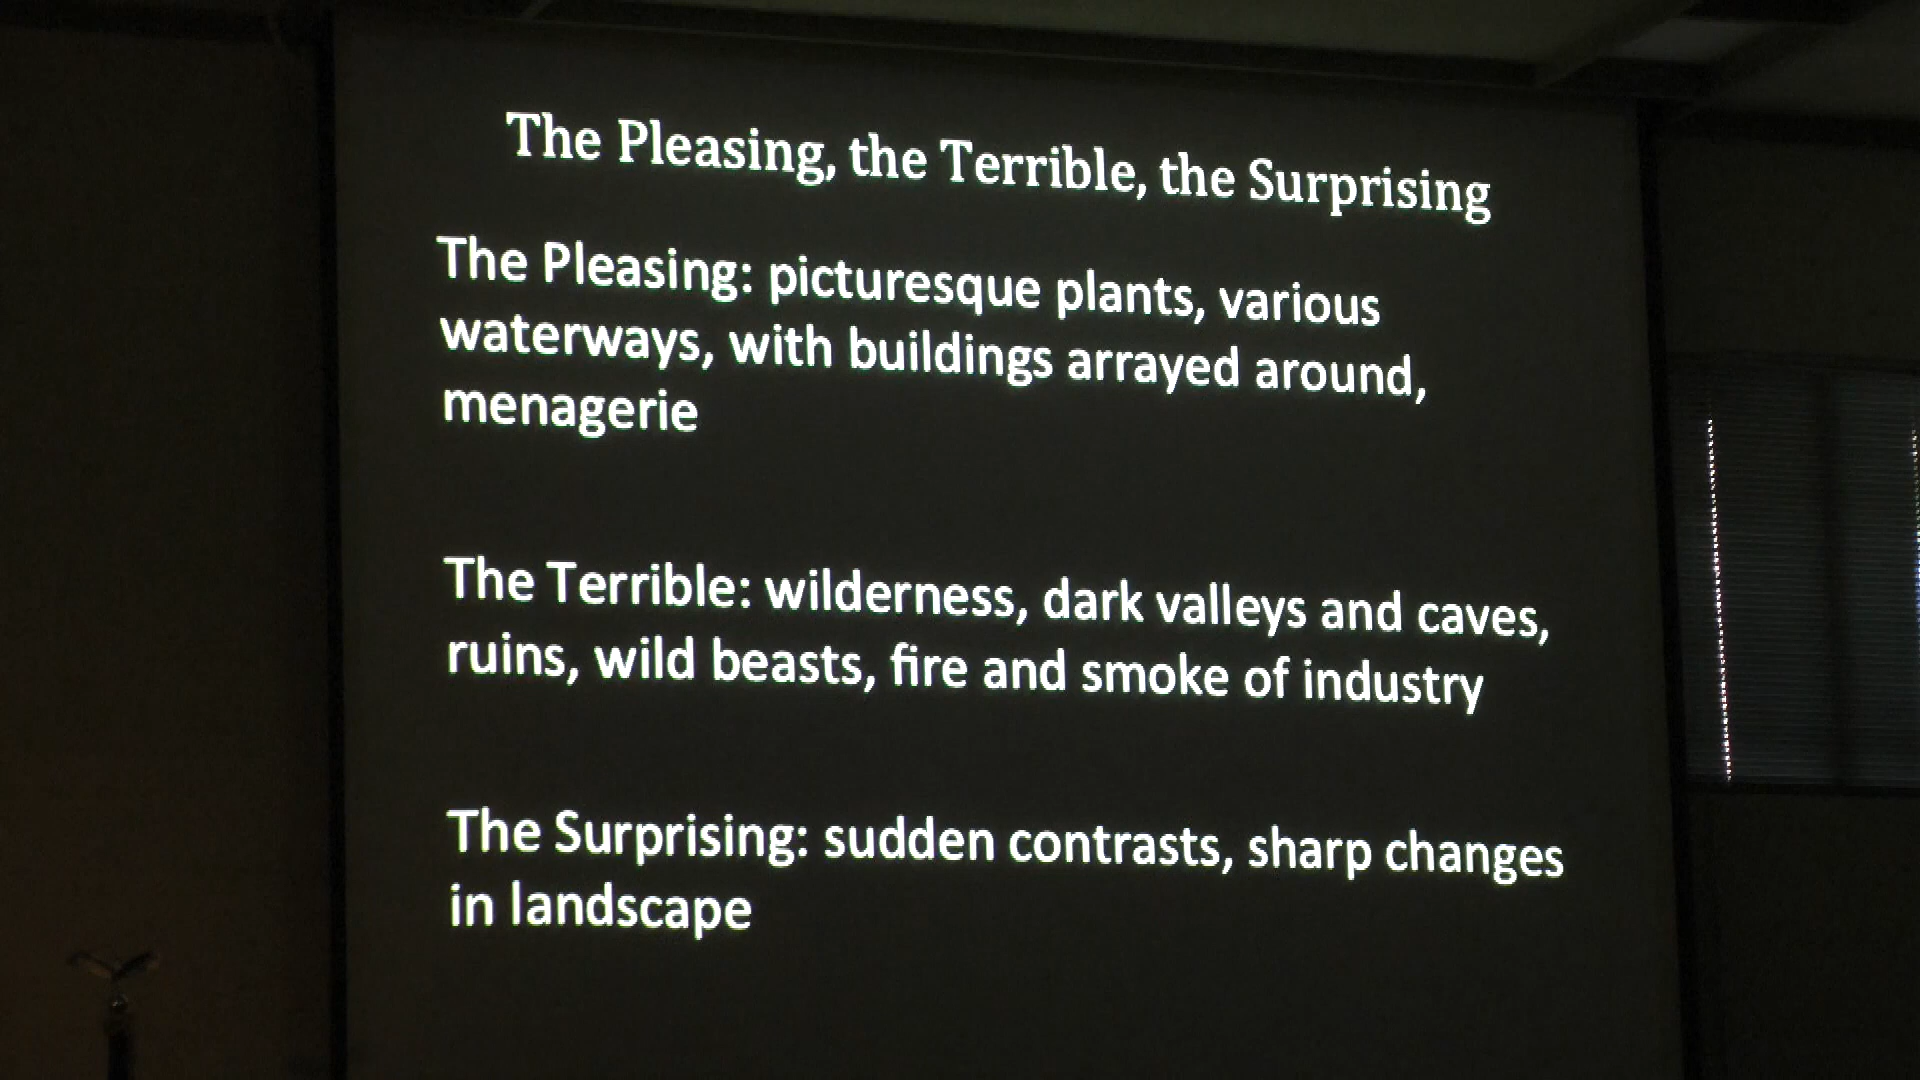 The Pleasing, the Terrible, the Surprising
The Pleasing: picturesque plants, various
waterways, with buildings arrayed around,
menagerie
The Terrible: wilderness, dark valleys and caves,
ruins, wild beasts, fire and smoke of industry
The Surprising: sudden contrasts, sharp changes
in landscape